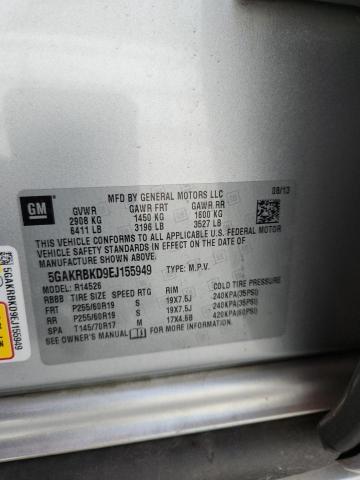 GM
MFD BY GENERAL MOTORS LLC 08/13
GVWR GAWR FRT GAWR RR
2908 KG 1450 KG 1600 KG
6411 LB 3196 LB 3527 LB
THIS VEHICLE CONFORMS TO ALL APPLICABLE U.S. FEDERAL MOTOR VEHICLE SAFETY AND THEFT PREVENTION STANDARDS IN EFFECT ON THE DATE OF MANUFACTURE SHOWN ABOVE.
5GAKRBKD9EJ155949 TYPE: M.P.V.
MODEL: R14526
RBBB TIRE SIZE SPEED RTG RIM COLD TIRE PRESSURE
FRT P255/60R19 S 19X7.5J 240KPA(35PSI)
RR P255/60R19 S 19X7.5J 240KPA(35PSI)
SPA T145/70R17 M 17X4.5B 420KPA(60PSI)
SEE OWNER'S MANUAL FOR MORE INFORMATION.
5GAKRBKD9EJ155949